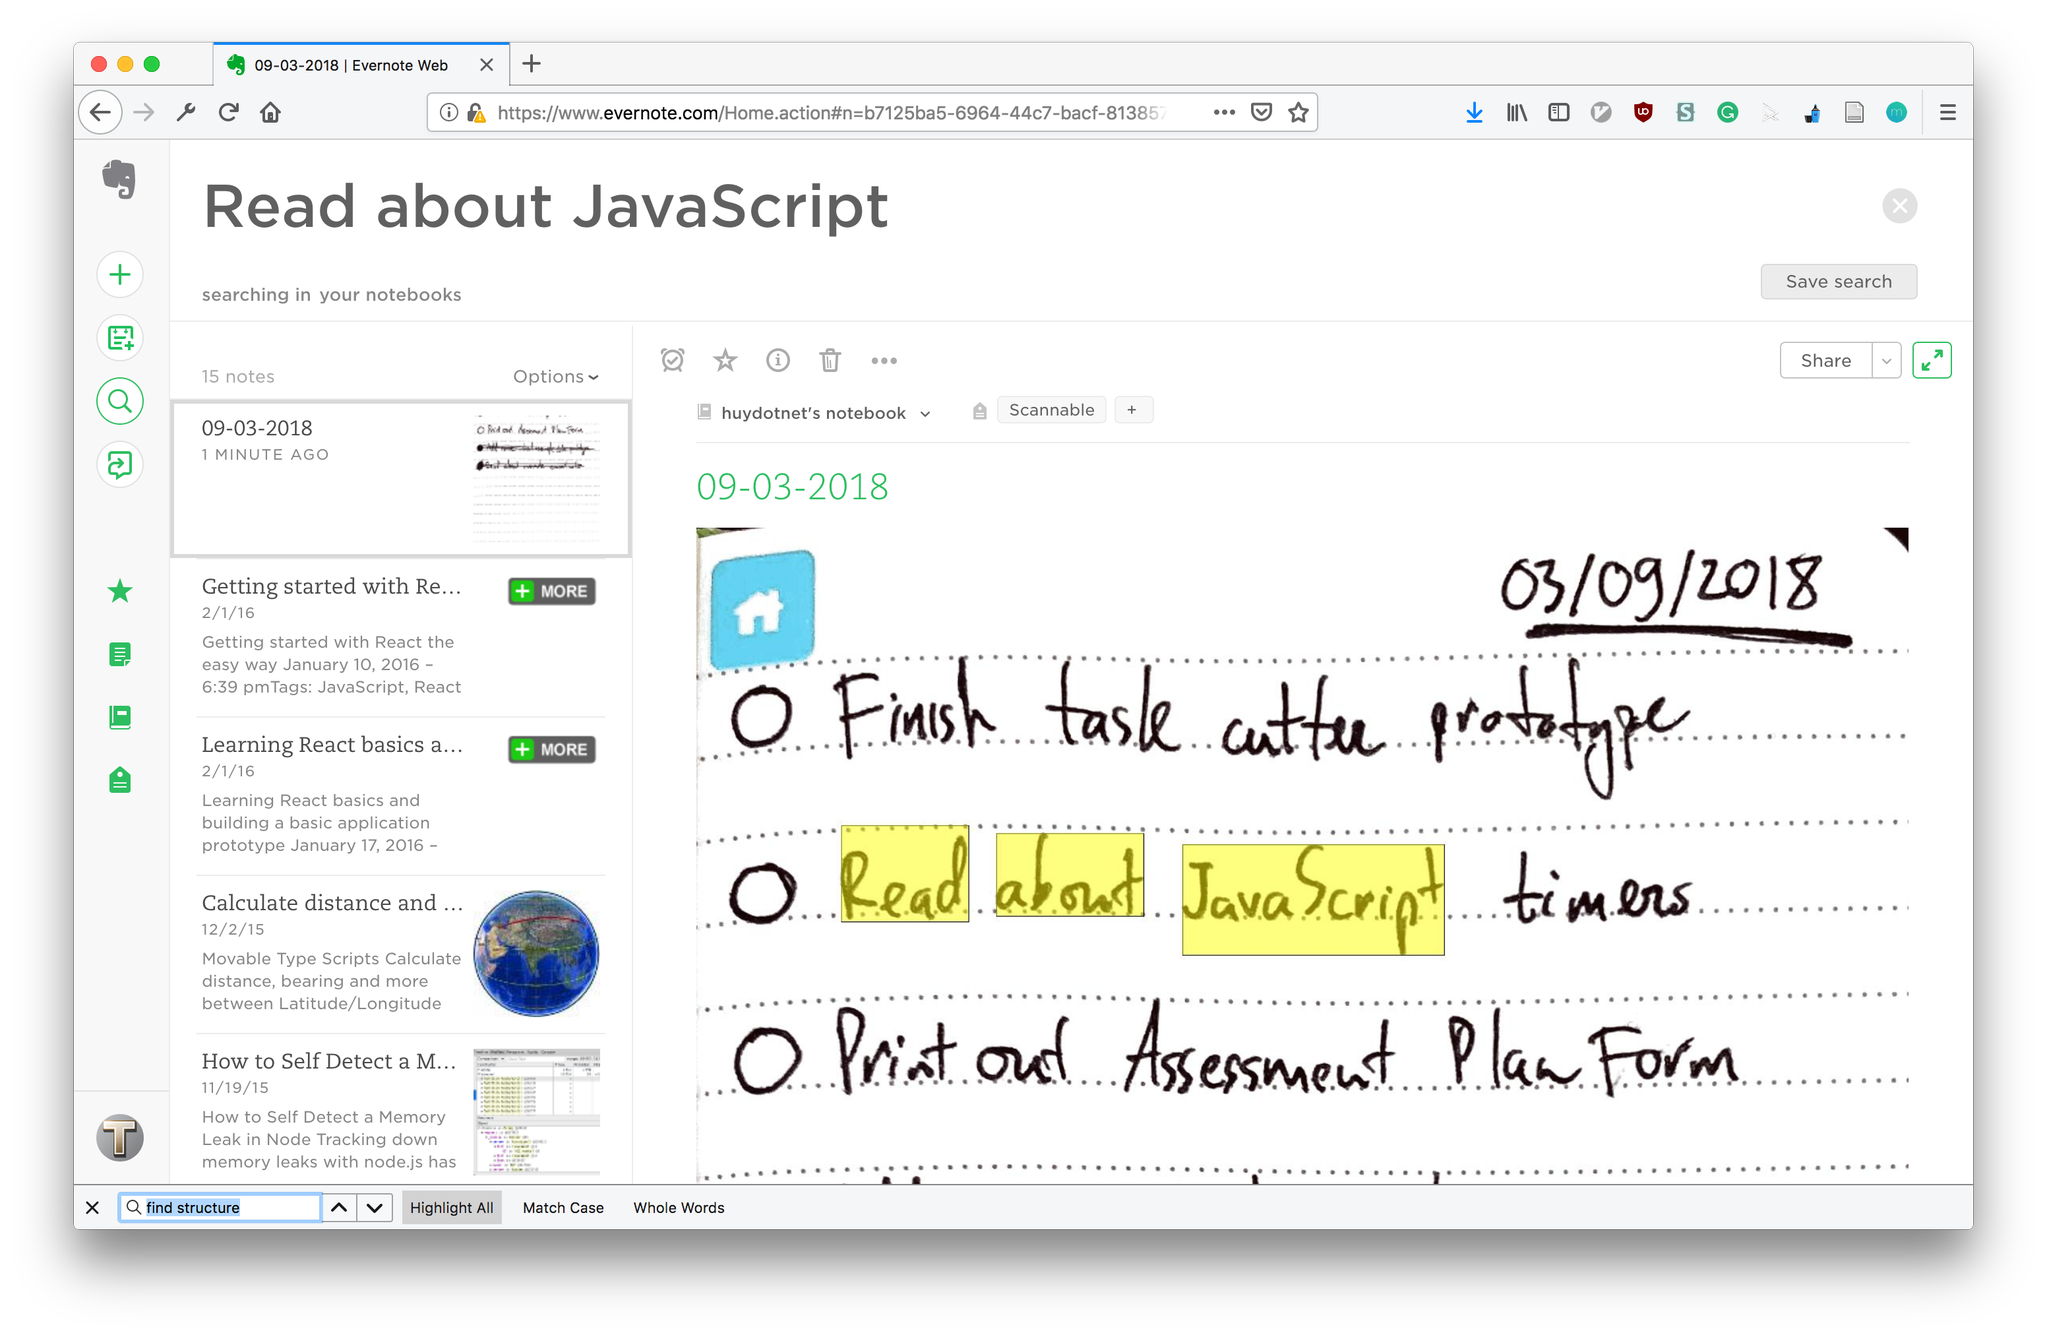 09-03-2018 | Evernote Web
https://www.evernote.com/Home.action#n=b7125ba5-6964-44c7-bacf-813857
Read about JavaScript
searching in your notebooks
Save search
15 notes
Options
09-03-2018
1 MINUTE AGO
Getting started with Re...
MORE
2/1/16
Getting started with React the
easy way January 10, 2016 –
6:39 pmTags: JavaScript, React
Learning React basics a...
MORE
2/1/16
Learning React basics and
building a basic application
prototype January 17, 2016 –
Calculate distance and ...
12/2/15
Movable Type Scripts Calculate
distance, bearing and more
between Latitude/Longitude
How to Self Detect a M...
11/19/15
How to Self Detect a Memory
Leak in Node Tracking down
memory leaks with node.js has
Share
huydotnet's notebook
Scannable
+
09-03-2018
03/09/2018
Finish task cutter prototype
Read about JavaScript timers
Print out Assessment Plan Form
find structure
Highlight All
Match Case
Whole Words